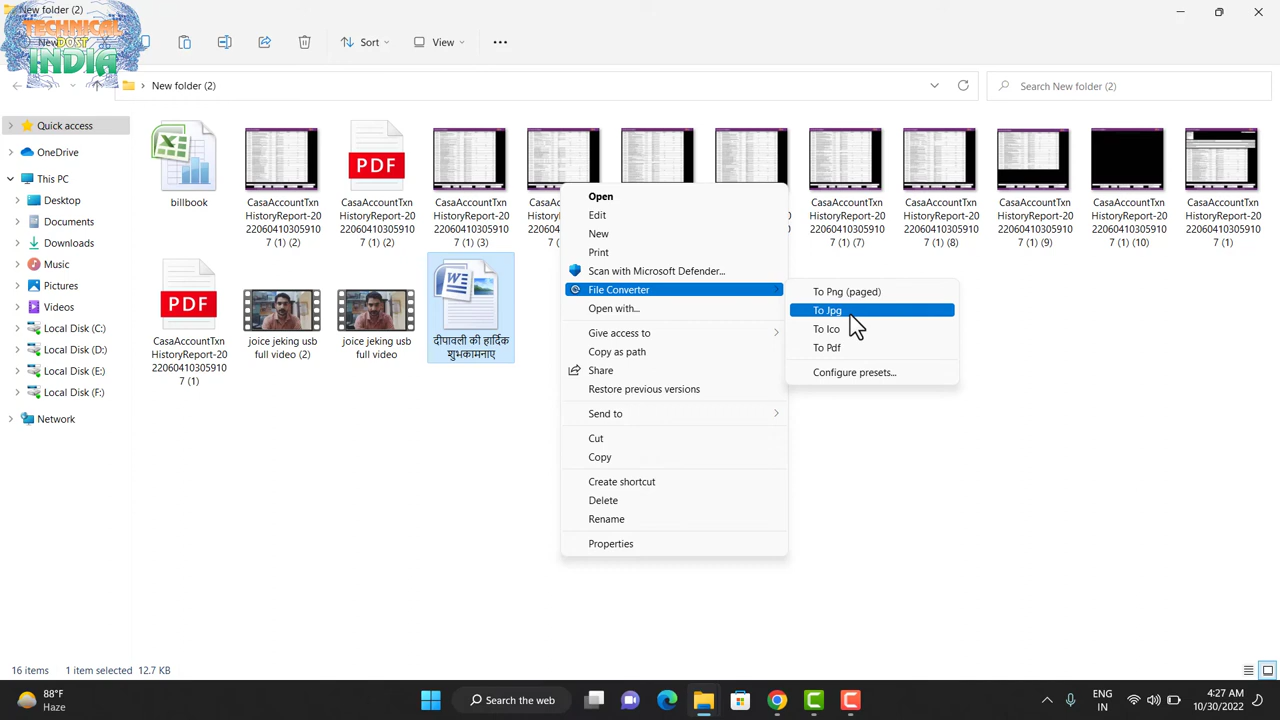 New folder (2)
TECHNICAL
POST
INDIA
Sort
View
New folder (2)
Search New folder (2)
Quick access
OneDrive
This PC
Desktop
Documents
Downloads
Music
Pictures
Videos
Local Disk (C:)
Local Disk (D:)
Local Disk (E:)
Local Disk (F:)
Network
billbook
CasaAccountTxn
HistoryReport-20
22060410305910
7 (1) (2)
PDF
CasaAccountTxn
HistoryReport-20
22060410305910
7 (1) (2)
CasaAccountTxn
HistoryReport-20
22060410305910
7 (1) (3)
CasaAccountTxn
HistoryReport-20
22060410305910
7 (1) (7)
CasaAccountTxn
HistoryReport-20
22060410305910
7 (1) (8)
CasaAccountTxn
HistoryReport-20
22060410305910
7 (1) (9)
CasaAccountTxn
HistoryReport-20
22060410305910
7 (1) (10)
CasaAccountTxn
HistoryReport-20
22060410305910
7 (1)
PDF
CasaAccountTxn
HistoryReport-20
22060410305910
7 (1)
joice jeking usb
full video (2)
joice jeking usb
full video
दीपावली की हार्दिक
शुभकामनाए
Open
Edit
New
Print
Scan with Microsoft Defender...
File Converter
Open with...
Give access to
Copy as path
Share
Restore previous versions
Send to
Cut
Copy
Create shortcut
Delete
Rename
Properties
To Png (paged)
To Jpg
To Ico
To Pdf
Configure presets...
16 items
1 item selected 12.7 KB
88°F
Haze
Search the web
ENG
IN
4:27 AM
10/30/2022